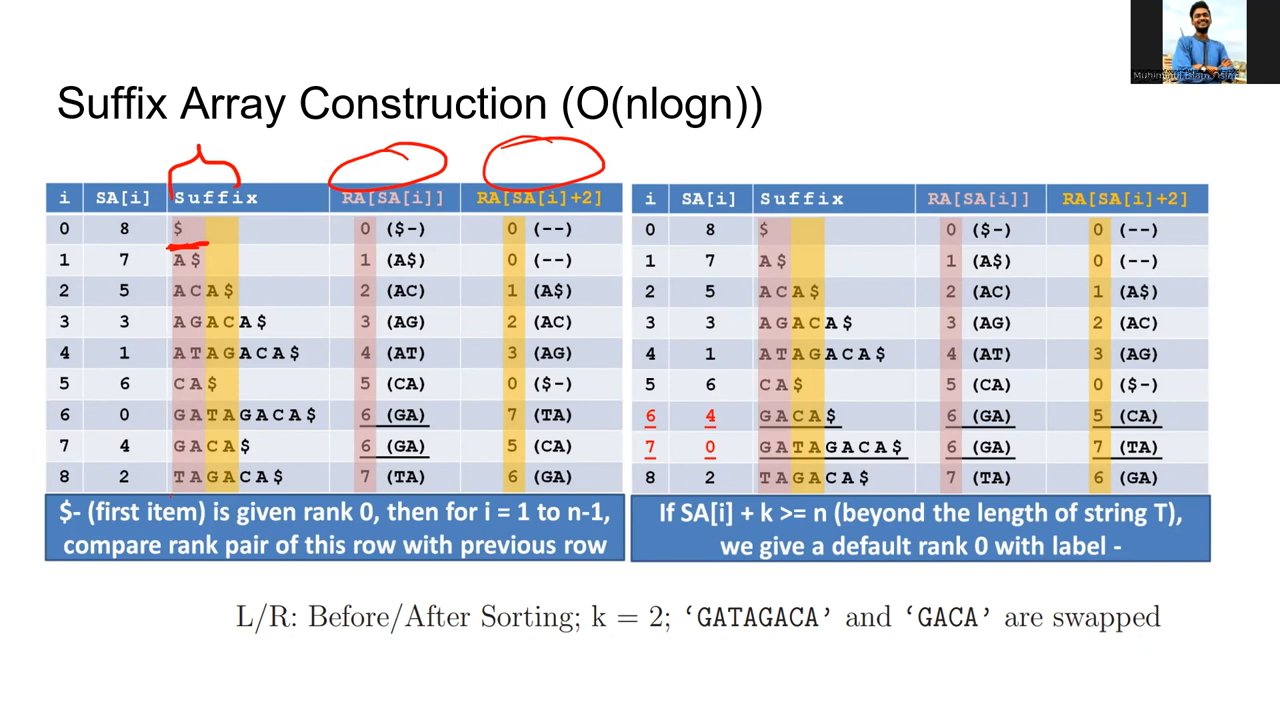 Muhiminul Islam Osim
Suffix Array Construction (O(nlogn))
i SA[i] Suffix RA[SA[i]] RA[SA[i]+2]
0 8 $ 0 ($-) 0 (--)
1 7 A$ 1 (A$) 0 (--)
2 5 ACA$ 2 (AC) 1 (A$)
3 3 AGACA$ 3 (AG) 2 (AC)
4 1 ATAGACA$ 4 (AT) 3 (AG)
5 6 CA$ 5 (CA) 0 ($-)
6 0 GATAGACA$ 6 (GA) 7 (TA)
7 4 GACA$ 6 (GA) 5 (CA)
8 2 TAGACA$ 7 (TA) 6 (GA)
$- (first item) is given rank 0, then for i = 1 to n-1,
compare rank pair of this row with previous row
i SA[i] Suffix RA[SA[i]] RA[SA[i]+2]
0 8 $ 0 ($-) 0 (--)
1 7 A$ 1 (A$) 0 (--)
2 5 ACA$ 2 (AC) 1 (A$)
3 3 AGACA$ 3 (AG) 2 (AC)
4 1 ATAGACA$ 4 (AT) 3 (AG)
5 6 CA$ 5 (CA) 0 ($-)
6 4 GACA$ 6 (GA) 5 (CA)
7 0 GATAGACA$ 6 (GA) 7 (TA)
8 2 TAGACA$ 7 (TA) 6 (GA)
If SA[i] + k >= n (beyond the length of string T),
we give a default rank 0 with label -
L/R: Before/After Sorting; k = 2; ‘GATAGACA’ and ‘GACA’ are swapped